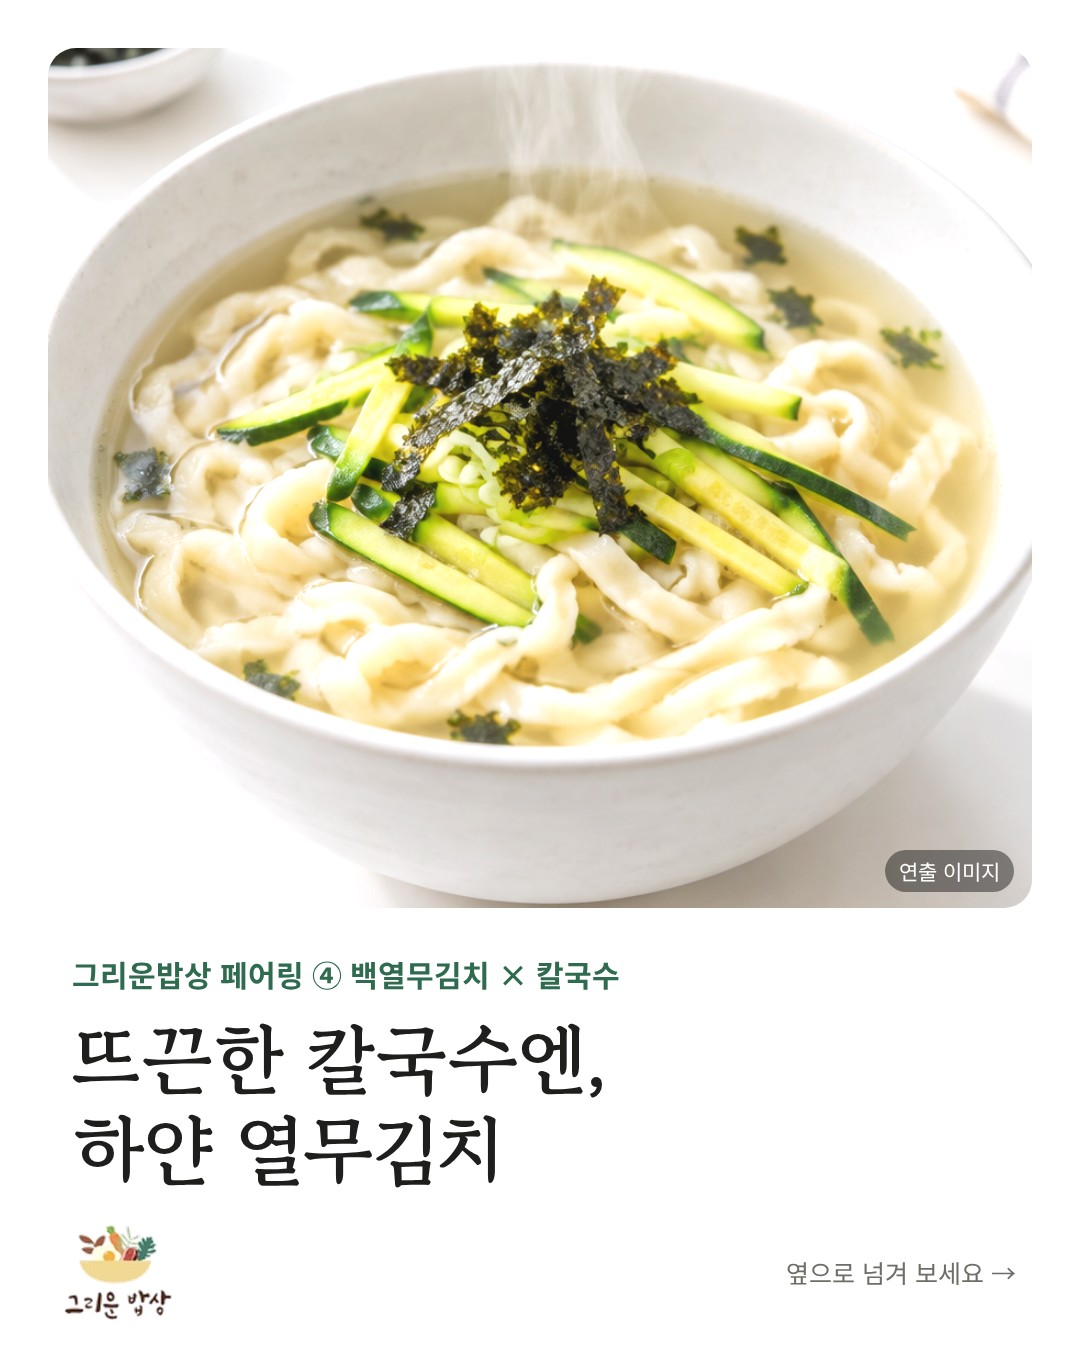 연출 이미지
그리운밥상 페어링 ④ 백열무김치 × 칼국수
뜨끈한 칼국수엔,
하얀 열무김치
그리운 밥상
옆으로 넘겨 보세요 →